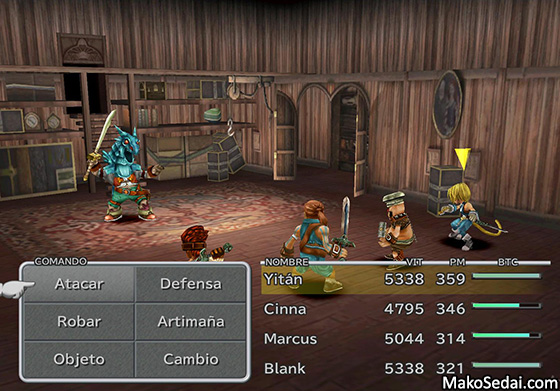 COMANDO
Atacar Defensa
Robar Artimaña
Objeto Cambio
NOMBRE VIT PM BTC
Yitán 5338 359
Cinna 4795 346
Marcus 5044 314
Blank 5338 321
MakoSedai.com